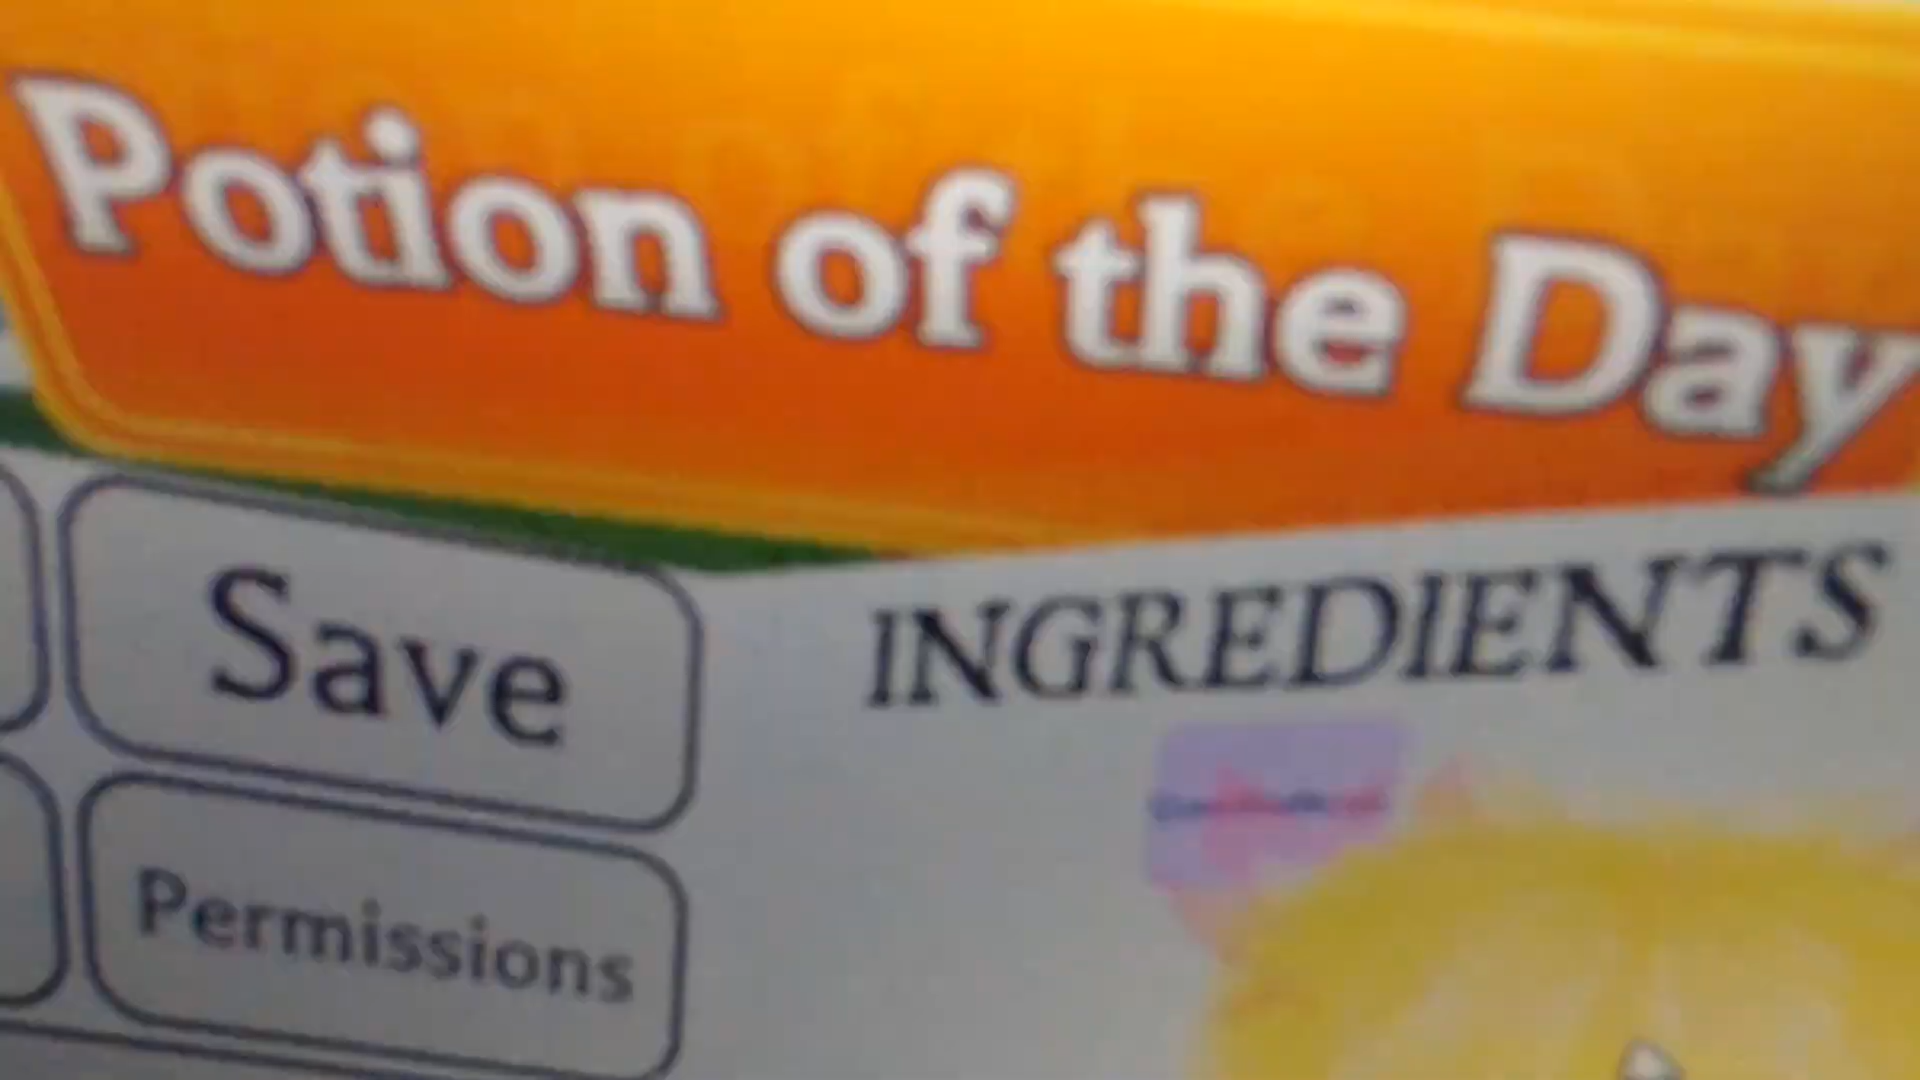 Potion of the Day
Save
INGREDIENTS
Permissions